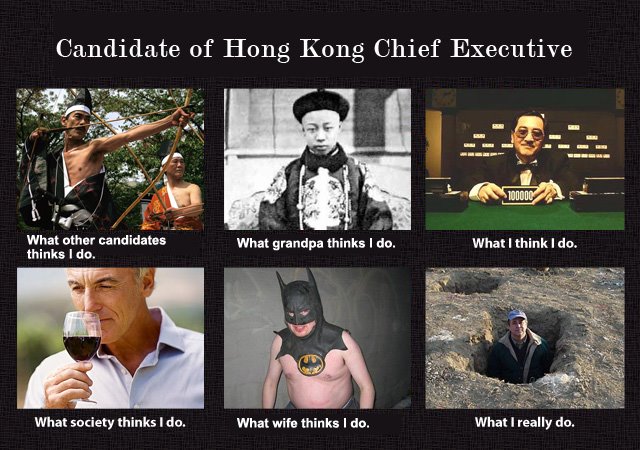 Candidate of Hong Kong Chief Executive
What other candidates
thinks I do.
What grandpa thinks I do.
100000
What I think I do.
What society thinks I do.
What wife thinks I do.
What I really do.